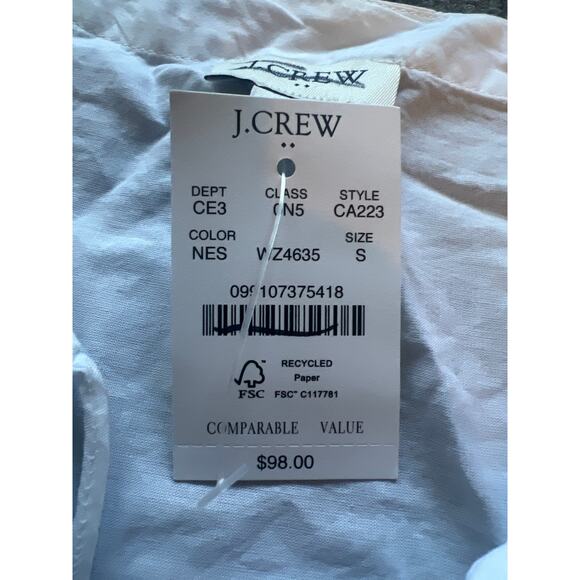 J.CREW
J.CREW
DEPT CLASS STYLE
CE3 CN5 CA223
COLOR SIZE
NES WZ4635 S
099107375418
RECYCLED
Paper
FSC™ C117781
FSC
COMPARABLE VALUE
$98.00